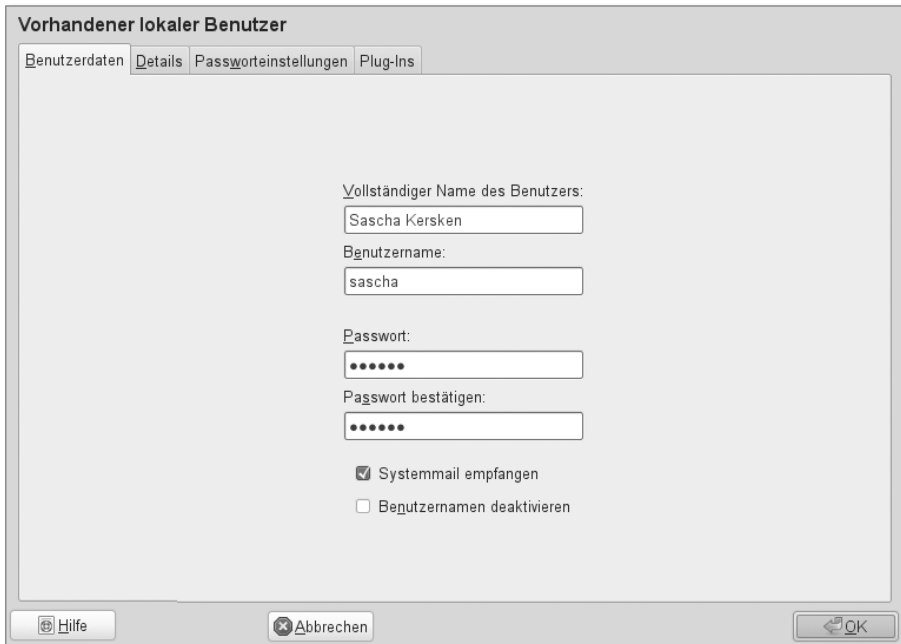 Vorhandener lokaler Benutzer
Benutzerdaten Details Passworteinstellungen Plug-Ins
Vollständiger Name des Benutzers:
Sascha Kersken
Benutzername:
sascha
Passwort:
●●●●●●
Passwort bestätigen:
●●●●●●
Systemmail empfangen
Benutzernamen deaktivieren
Hilfe Abbrechen OK